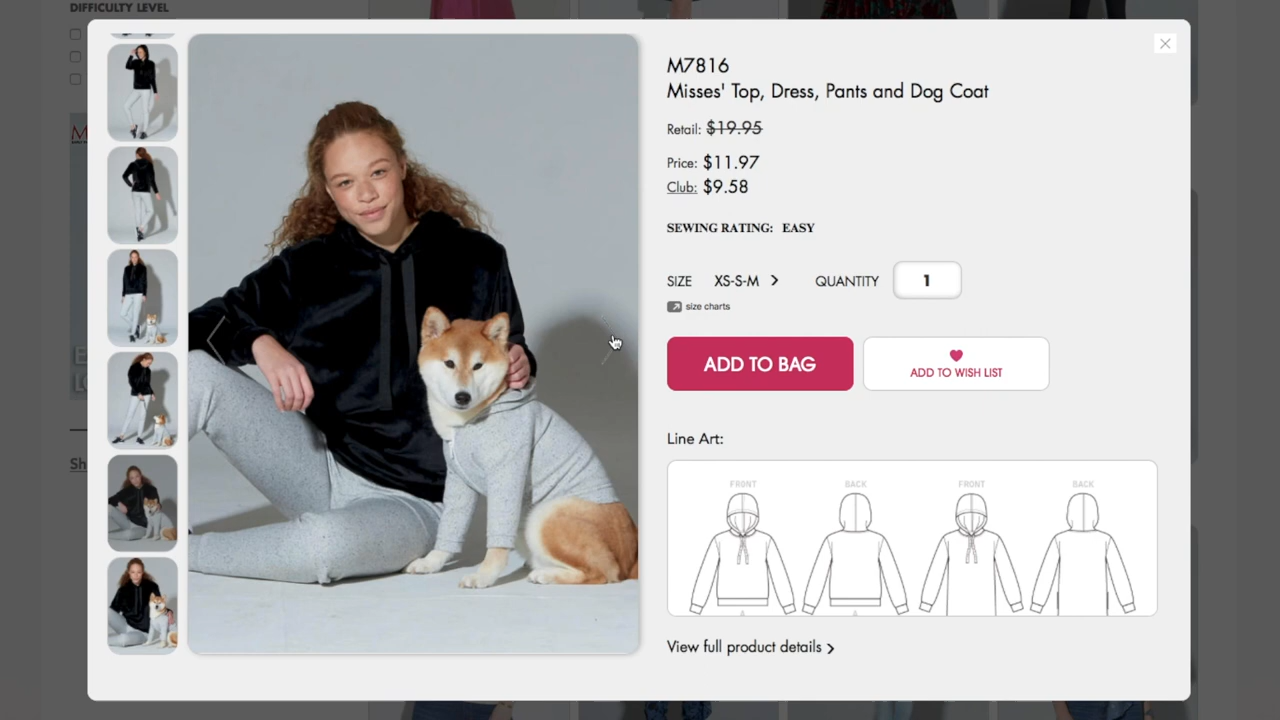 DIFFICULTY LEVEL
M7816
Misses' Top, Dress, Pants and Dog Coat
Retail: $19.95
Price: $11.97
Club: $9.58
SEWING RATING: EASY
SIZE XS-S-M > QUANTITY 1
size charts
ADD TO BAG
ADD TO WISH LIST
Line Art:
FRONT BACK FRONT BACK
View full product details >